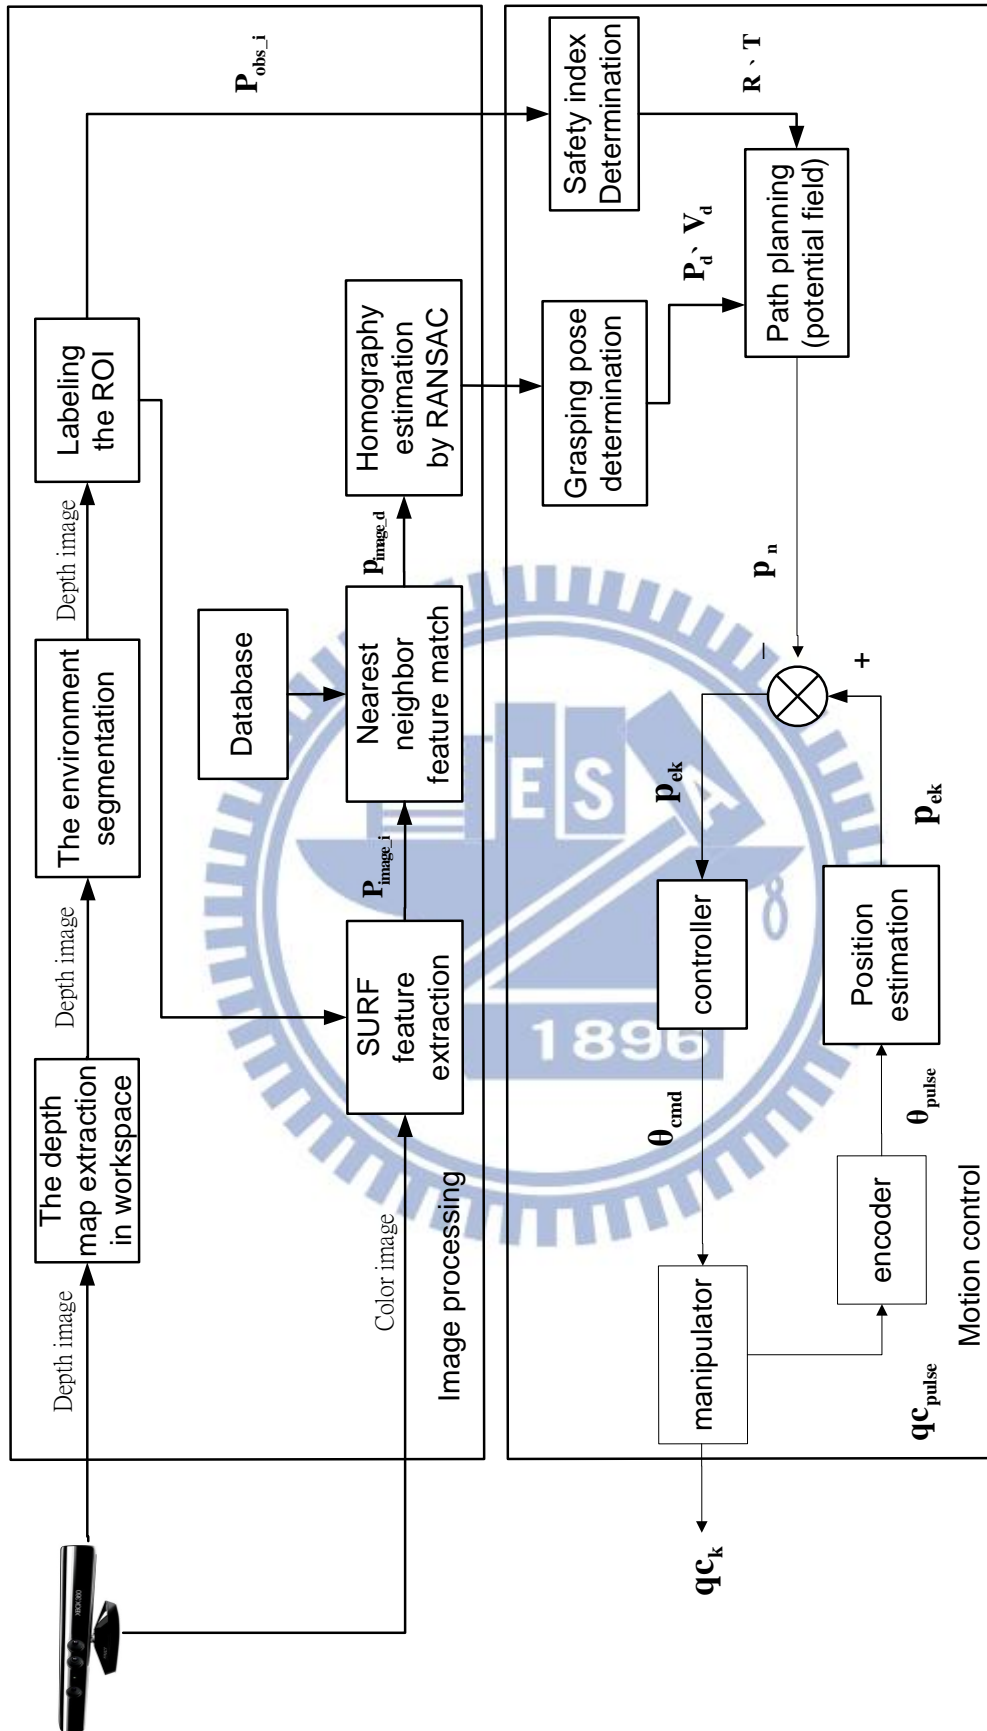 Depth image
The depth
map extraction
in workspace
Depth image
The environment
segmentation
Depth image
Labeling
the ROI
P_obs_i
Database
Color image
SURF
feature
extraction
P_image_i
Nearest
neighbor
feature match
p_image_d
Homography
estimation
by RANSAC
Image processing
Grasping pose
determination
Safety index
Determination
P_d、V_d
R、T
Path planning
(potential field)
p_n
−
+
p_ek
controller
θ_cmd
manipulator
qc_k
qc_pulse
encoder
θ_pulse
Position
estimation
p_ek
Motion control
XBOX360
ESA
1896